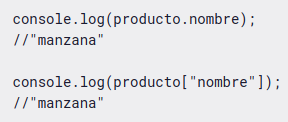 console.log(producto.nombre);
//"manzana"
console.log(producto["nombre"]);
//"manzana"